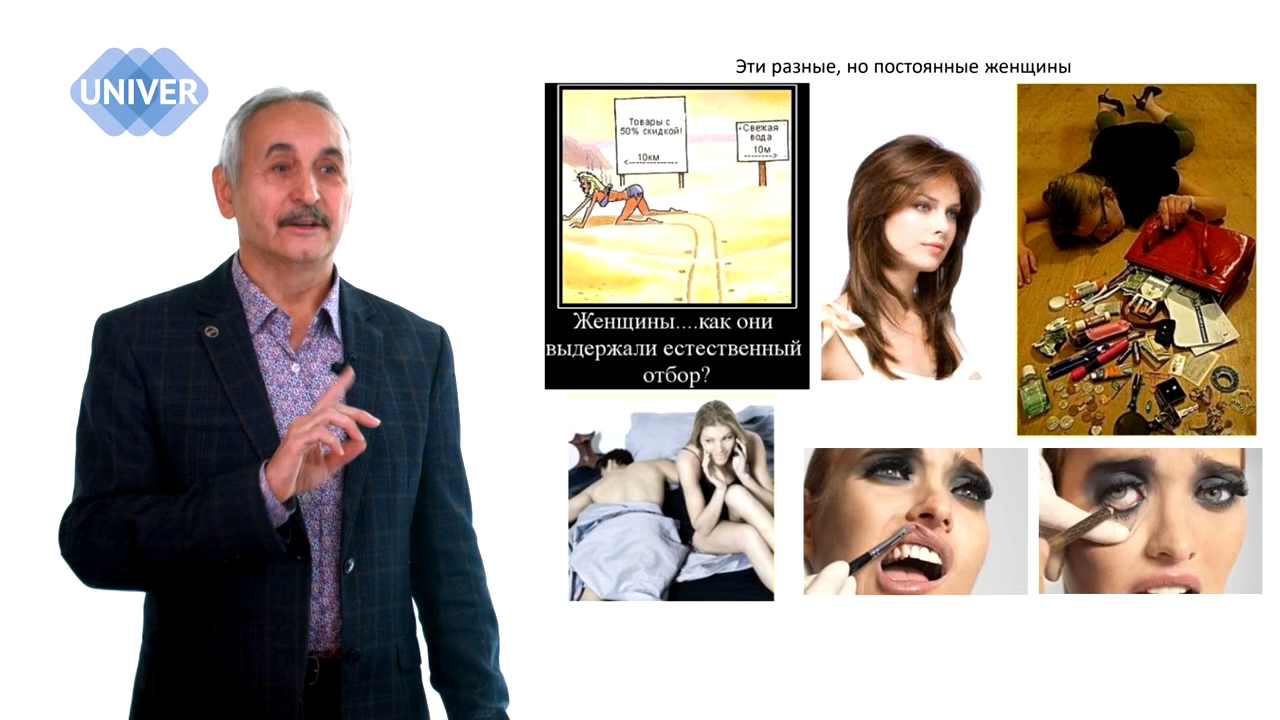 UNIVER
Эти разные, но постоянные женщины
Товары с
50% скидкой!
10км
<------------
Свежая
вода
10м
------->
Женщины....как они
выдержали естественный
отбор?